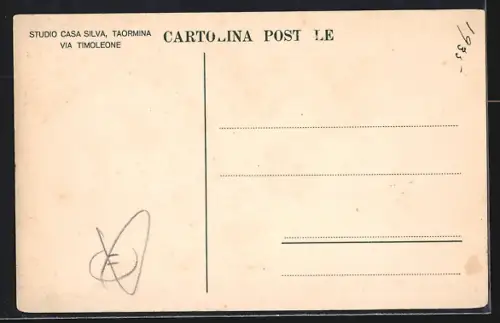 STUDIO CASA SILVA, TAORMINA
VIA TIMOLEONE
CARTOLINA POST LE